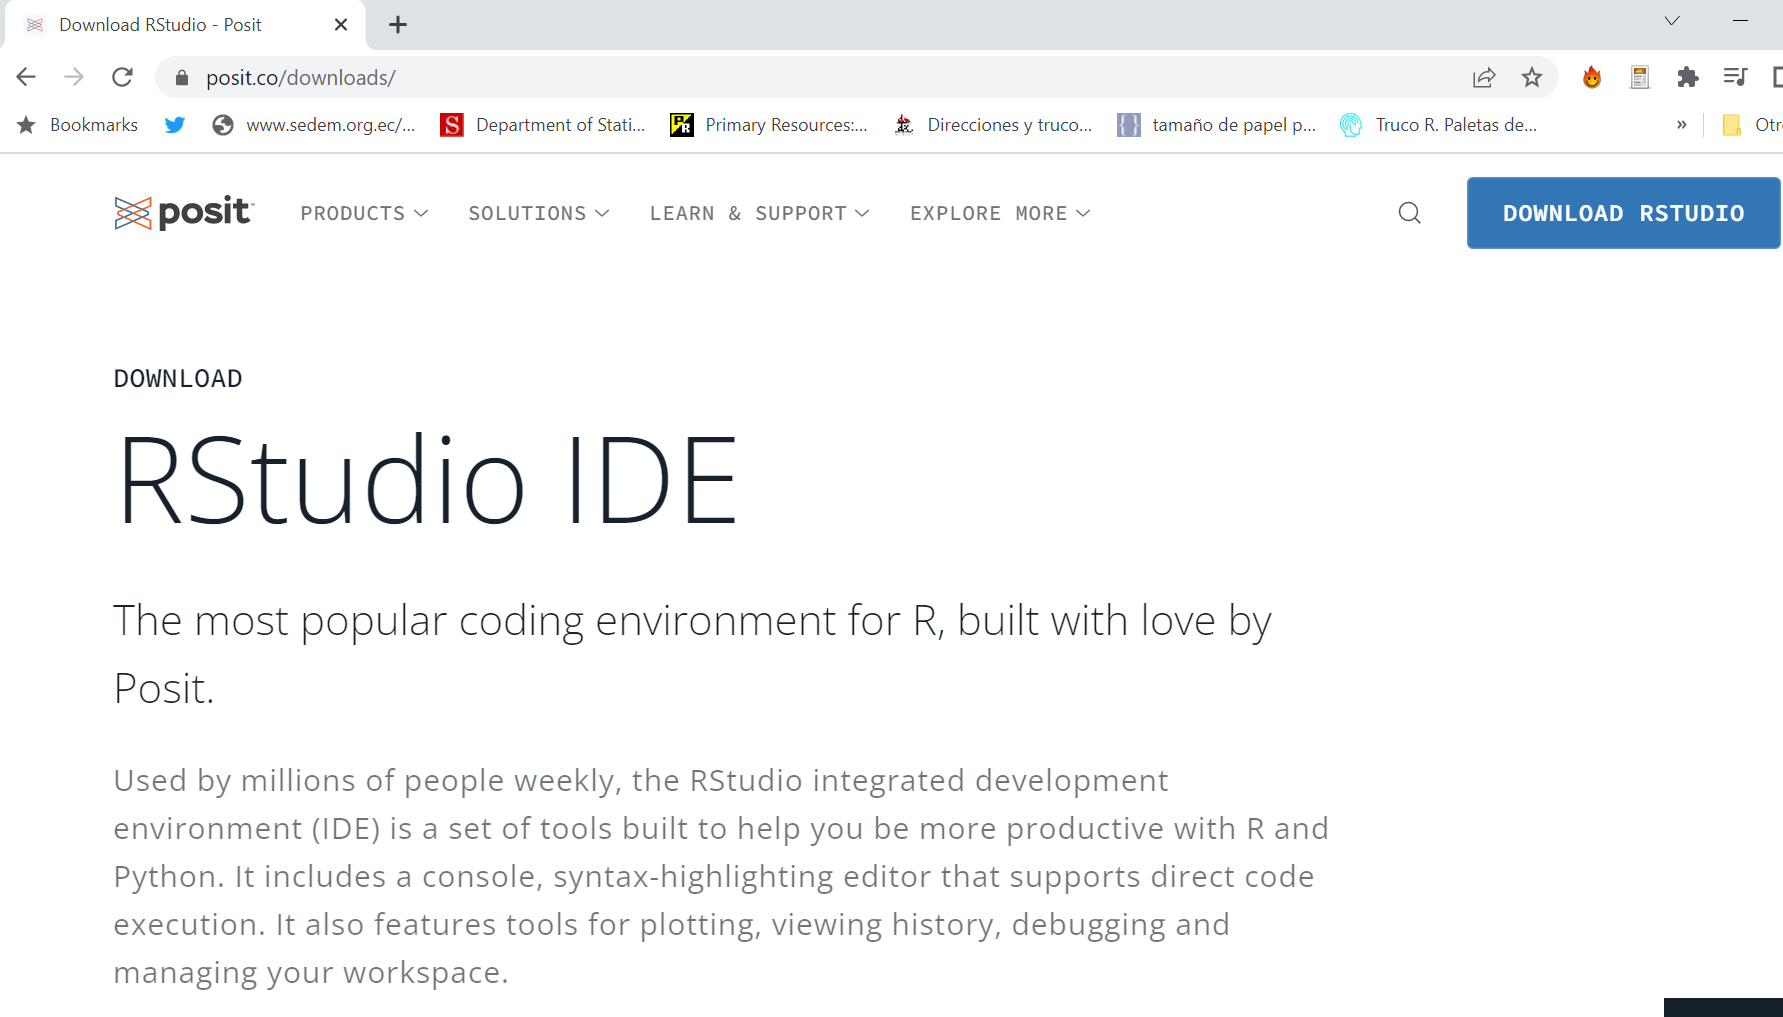 Download RStudio - Posit
posit.co/downloads/
Bookmarks www.sedem.org.ec/... Department of Stati... Primary Resources:... Direcciones y truco... tamaño de papel p... Truco R. Paletas de... » Otr
posit PRODUCTS SOLUTIONS LEARN & SUPPORT EXPLORE MORE DOWNLOAD RSTUDIO
DOWNLOAD
RStudio IDE
The most popular coding environment for R, built with love by
Posit.
Used by millions of people weekly, the RStudio integrated development
environment (IDE) is a set of tools built to help you be more productive with R and
Python. It includes a console, syntax-highlighting editor that supports direct code
execution. It also features tools for plotting, viewing history, debugging and
managing your workspace.